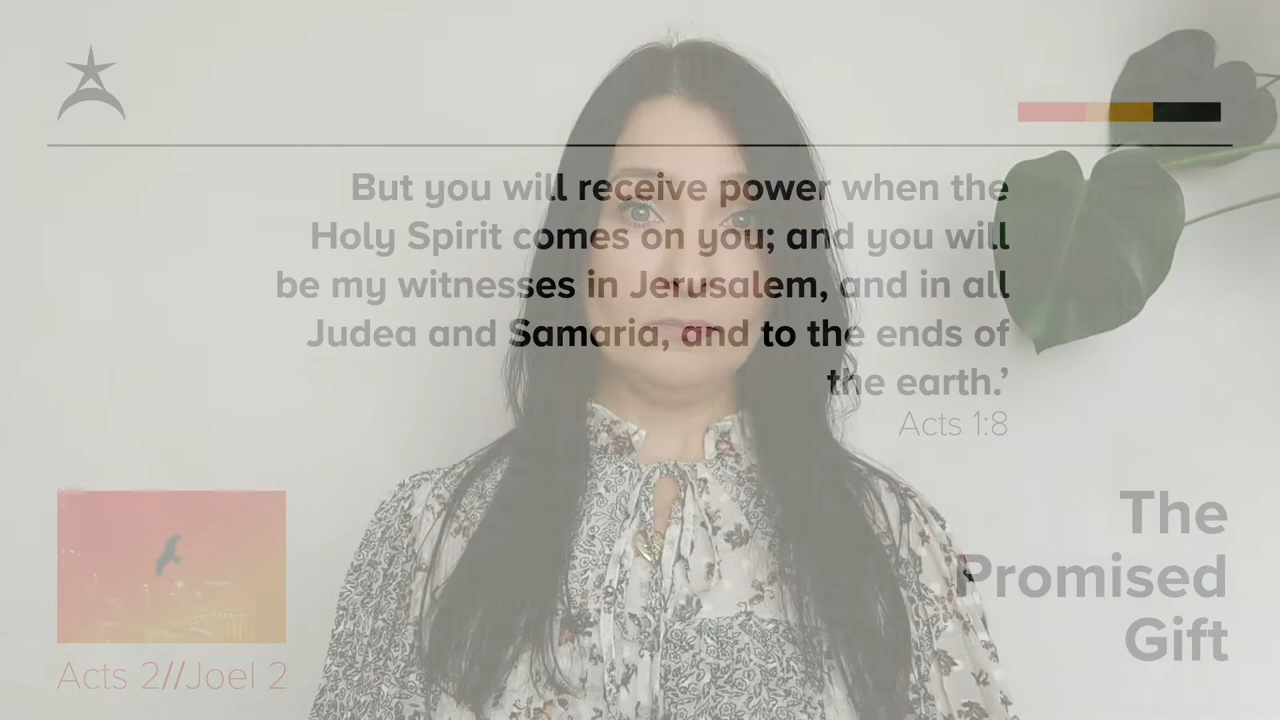 But you will receive power when the
Holy Spirit comes on you; and you will
be my witnesses in Jerusalem, and in all
Judea and Samaria, and to the ends of
the earth.’
Acts 1:8
The
Promised
Gift
Acts 2//Joel 2